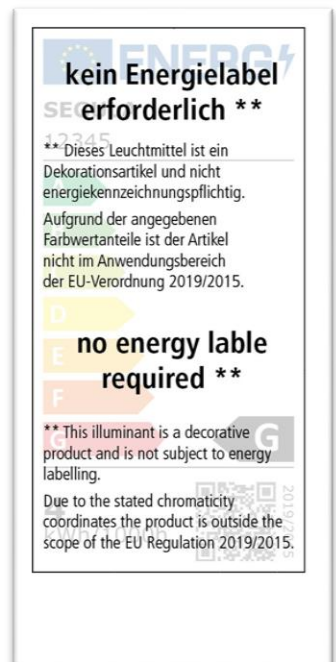 ENERG
kein Energielabel
erforderlich **
12345
** Dieses Leuchtmittel ist ein
Dekorationsartikel und nicht
energiekennzeichnungspflichtig.
Aufgrund der angegebenen
Farbwertanteile ist der Artikel
nicht im Anwendungsbereich
der EU-Verordnung 2019/2015.
D
no energy lable
E
required **
F
G
** This illuminant is a decorative
G
product and is not subject to energy
labelling.
Due to the stated chromaticity
coordinates the product is outside the
kWh/1000h
scope of the EU Regulation 2019/2015.
2019/2015